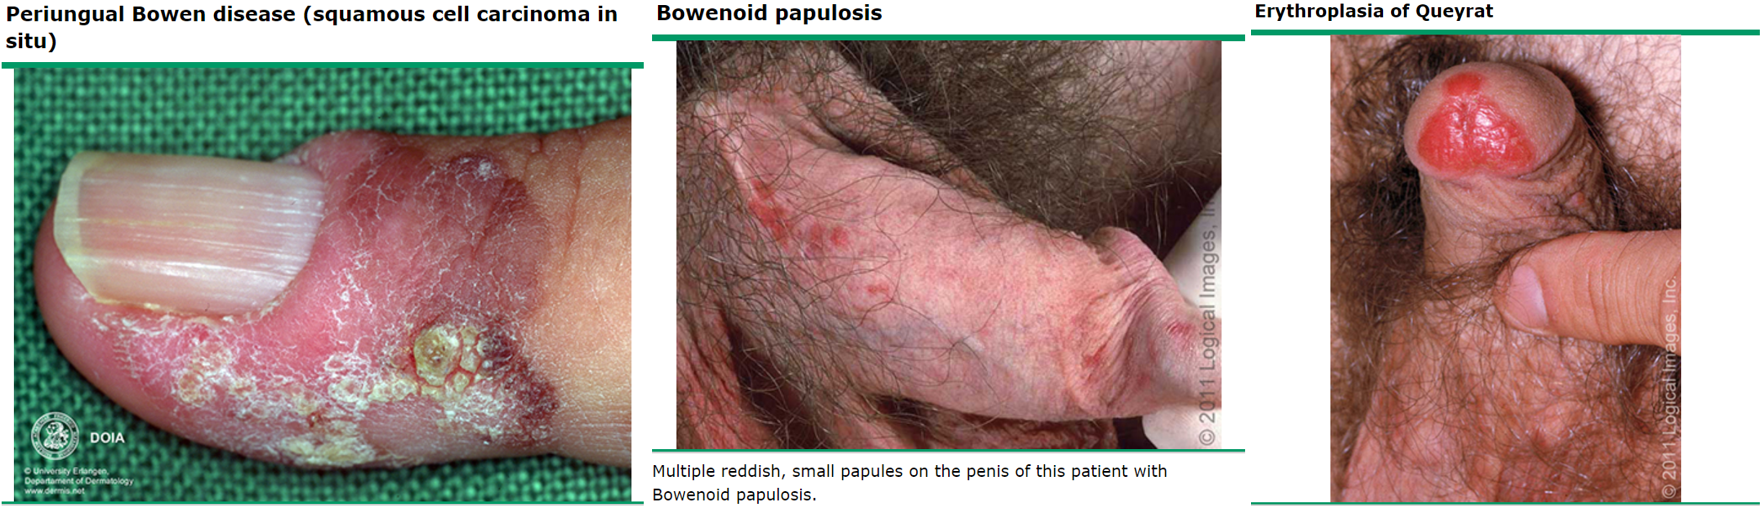 Periungual Bowen disease (squamous cell carcinoma in
situ)
DOIA
© University Erlangen,
Departament of Dermatology
www.dermis.net
Bowenoid papulosis
© 2011 Logical Images, Inc
Multiple reddish, small papules on the penis of this patient with
Bowenoid papulosis.
Erythroplasia of Queyrat
© 2011 Logical Images, Inc